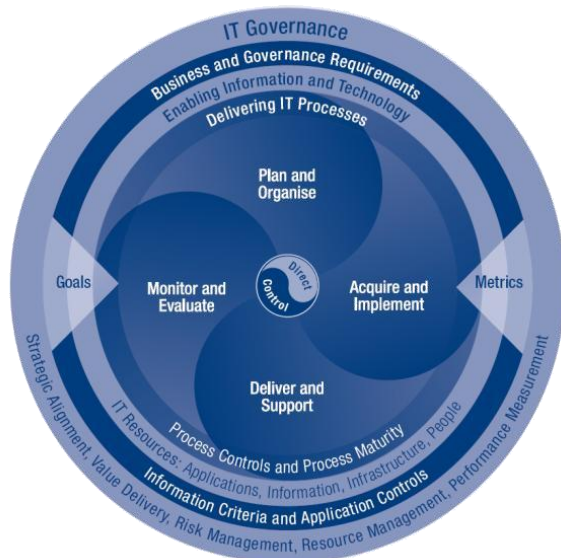 IT Governance
Business and Governance Requirements
Enabling Information and Technology
Delivering IT Processes
Plan and
Organise
Goals
Monitor and
Evaluate
Direct
Control
Acquire and
Implement
Metrics
Deliver and
Support
Process Controls and Process Maturity
IT Resources: Applications, Information, Infrastructure, People
Information Criteria and Application Controls
Strategic Alignment, Value Delivery, Risk Management, Resource Management, Performance Measurement